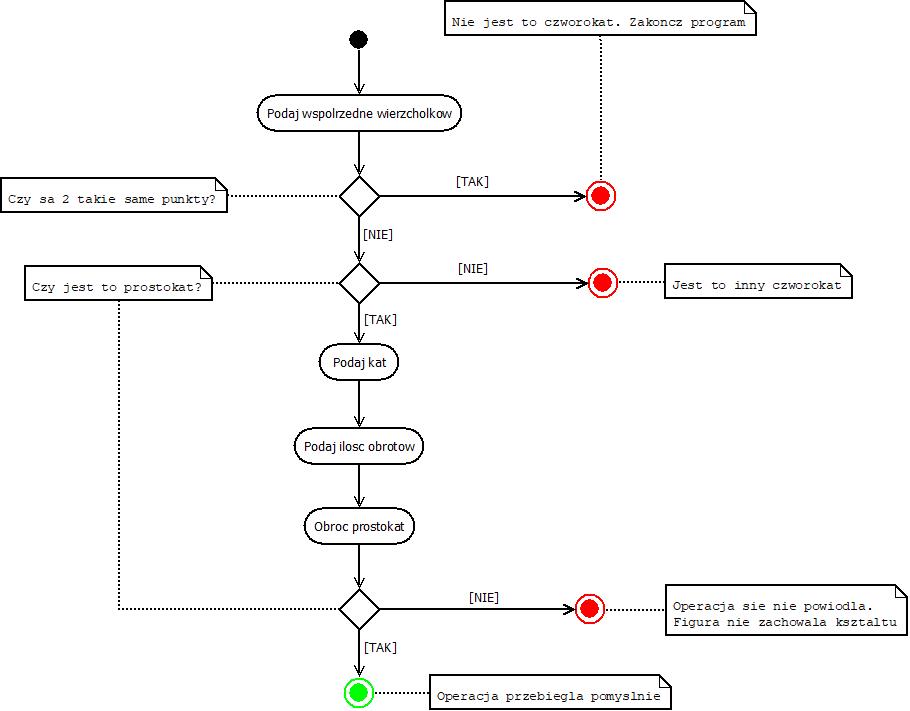 Nie jest to czworokat. Zakoncz program
Podaj wspolrzedne wierzcholkow
[TAK]
Czy sa 2 takie same punkty?
[NIE]
[NIE]
Czy jest to prostokat?
Jest to inny czworokat
[TAK]
Podaj kat
Podaj ilosc obrotow
Obroc prostokat
[NIE]
Operacja sie nie powiodla.
Figura nie zachowala ksztaltu
[TAK]
Operacja przebiegla pomyslnie